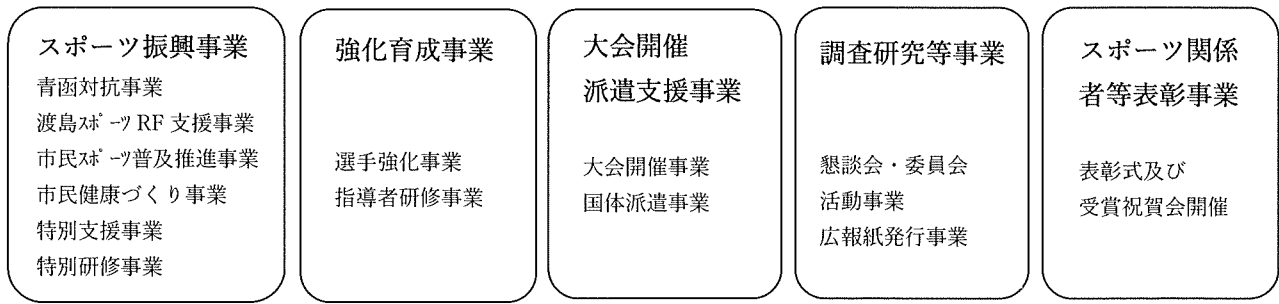 スポーツ振興事業
青函対抗事業
渡島ｽﾎﾟｰﾂ RF 支援事業
市民ｽﾎﾟｰﾂ普及推進事業
市民健康づくり事業
特別支援事業
特別研修事業
強化育成事業
選手強化事業
指導者研修事業
大会開催
派遣支援事業
大会開催事業
国体派遣事業
調査研究等事業
懇談会・委員会
活動事業
広報紙発行事業
スポーツ関係
者等表彰事業
表彰式及び
受賞祝賀会開催